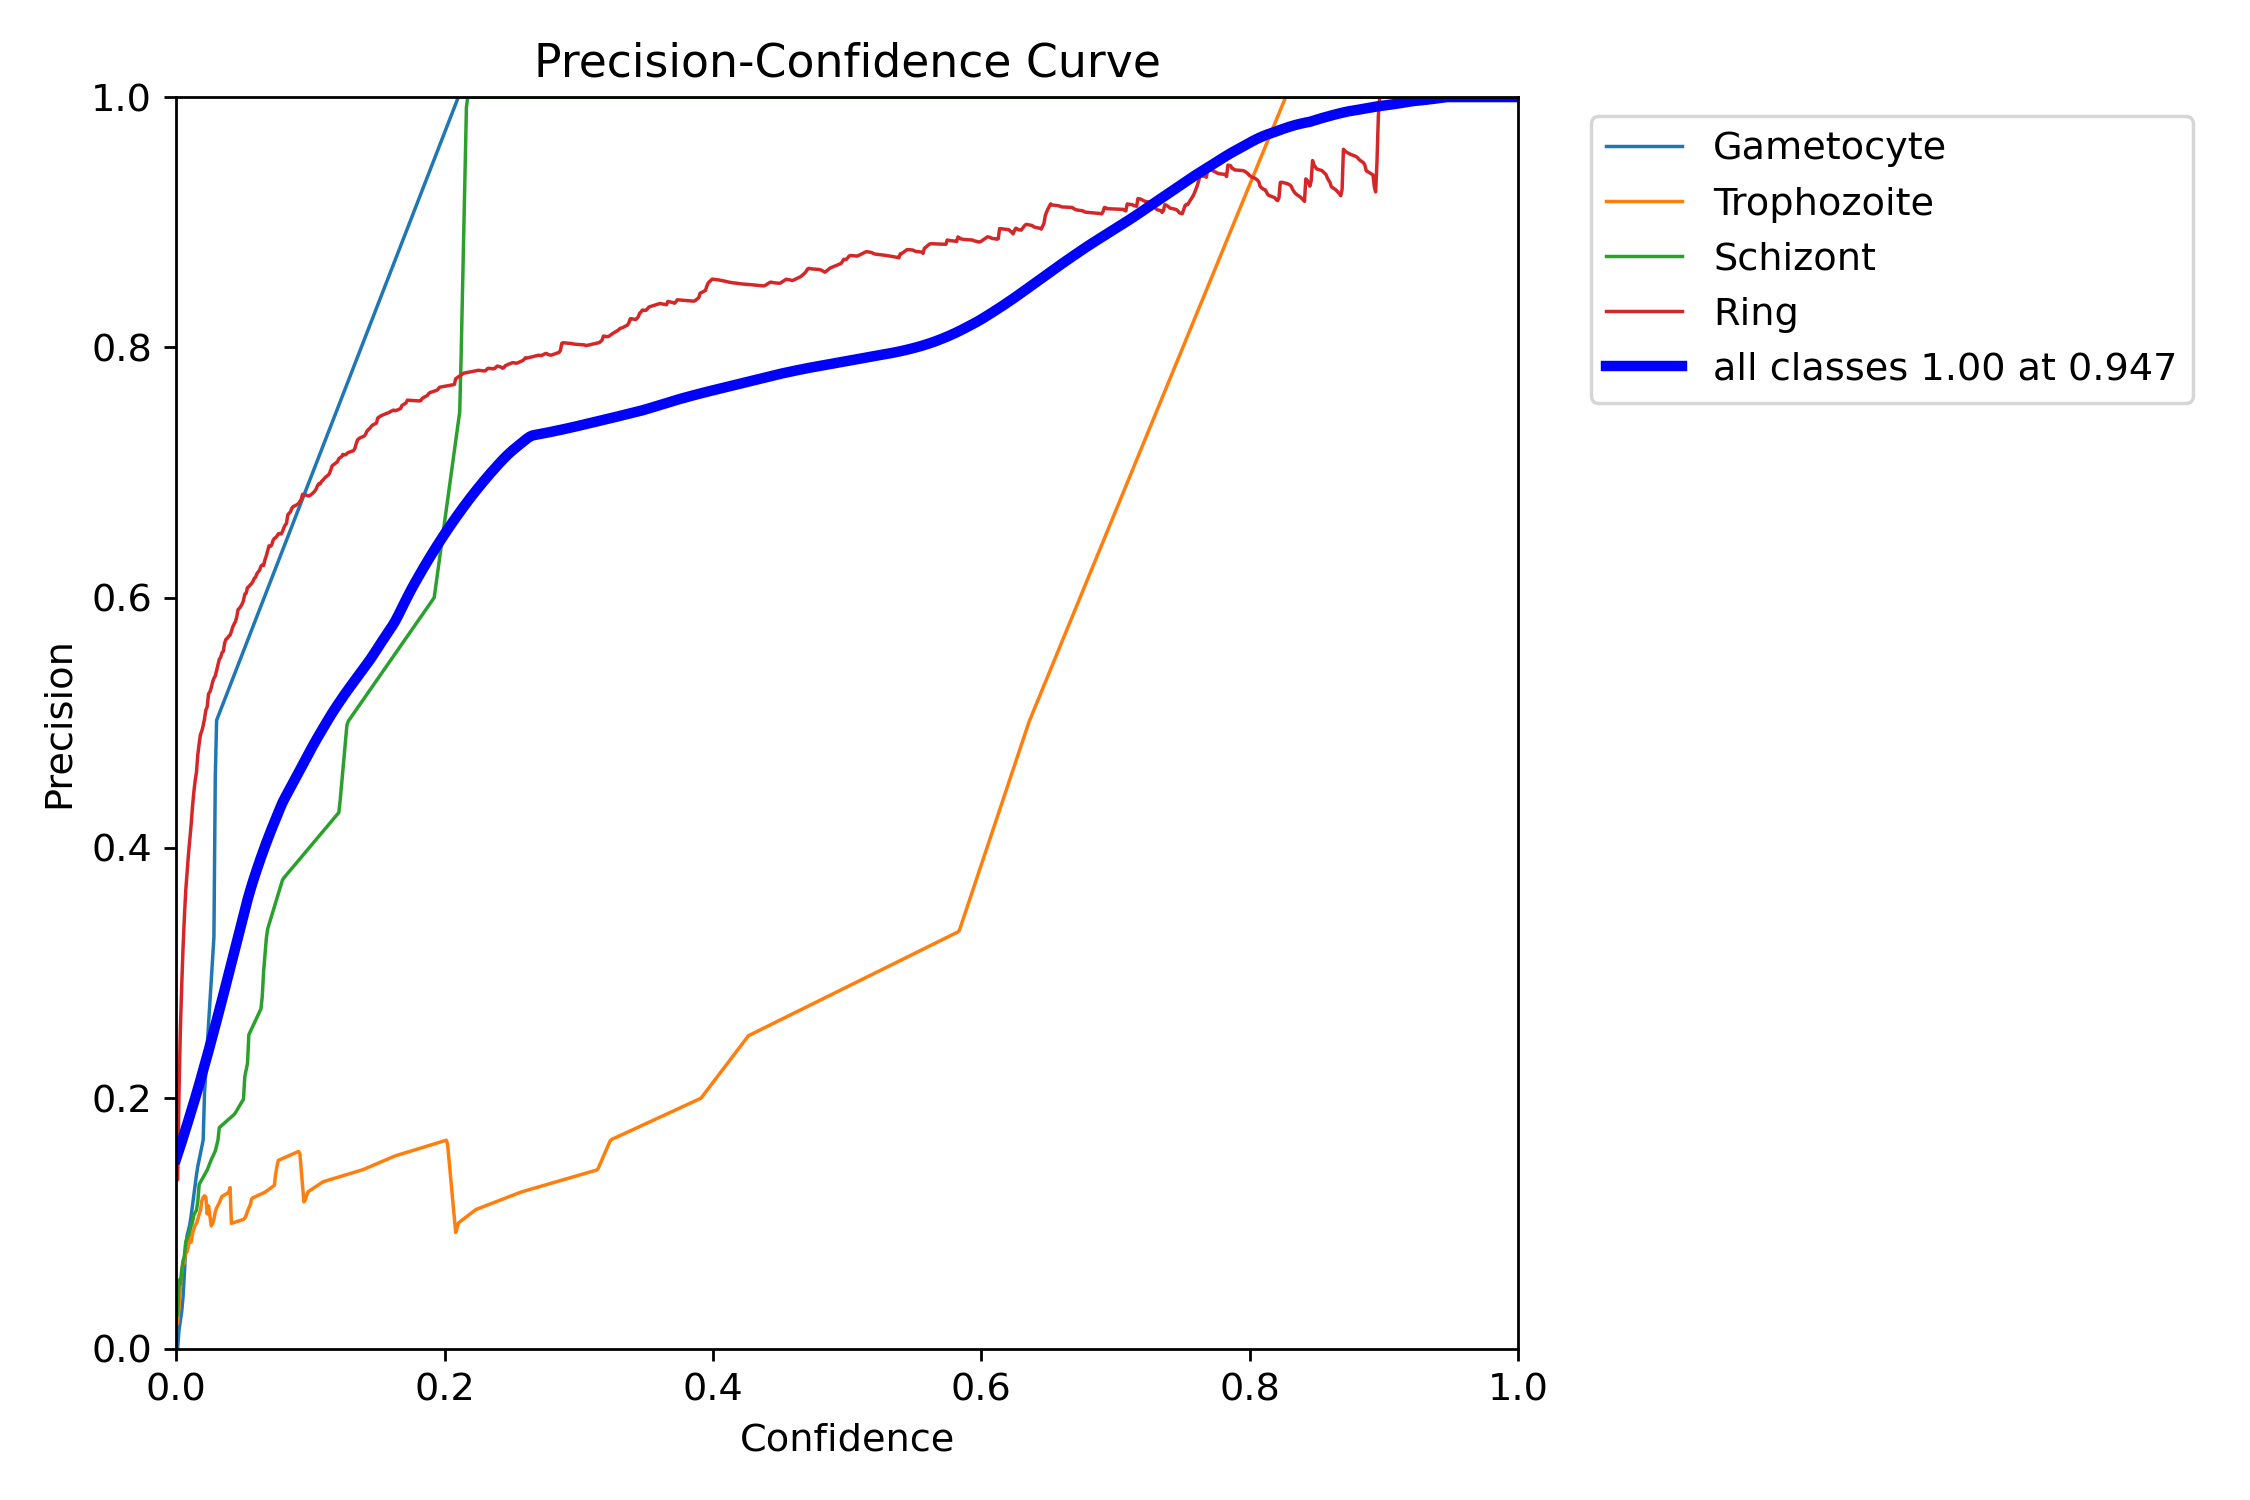 Precision-Confidence Curve
1.0
0.8
0.6
0.4
0.2
0.0
Precision
0.0 0.2 0.4 0.6 0.8 1.0
Confidence
Gametocyte
Trophozoite
Schizont
Ring
all classes 1.00 at 0.947